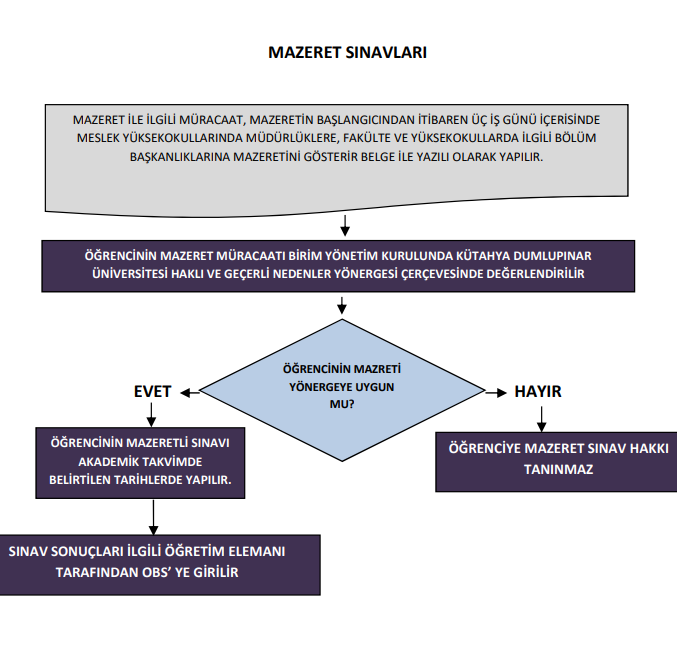 MAZERET SINAVLARI
MAZERET İLE İLGİLİ MÜRACAAT, MAZERETİN BAŞLANGICINDAN İTİBAREN ÜÇ İŞ GÜNÜ İÇERİSİNDE
MESLEK YÜKSEKOKULLARINDA MÜDÜRLÜKLERE, FAKÜLTE VE YÜKSEKOKULLARDA İLGİLİ BÖLÜM
BAŞKANLIKLARINA MAZERETİNİ GÖSTERİR BELGE İLE YAZILI OLARAK YAPILIR.
ÖĞRENCİNİN MAZERET MÜRACAATI BİRİM YÖNETİM KURULUNDA KÜTAHYA DUMLUPINAR
ÜNİVERSİTESİ HAKLI VE GEÇERLİ NEDENLER YÖNERGESİ ÇERÇEVESİNDE DEĞERLENDİRİLİR
ÖĞRENCİNİN MAZRETİ
YÖNERGEYE UYGUN
MU?
EVET
HAYIR
ÖĞRENCİNİN MAZERETLİ SINAVI
AKADEMİK TAKVİMDE
BELİRTİLEN TARİHLERDE YAPILIR.
ÖĞRENCİYE MAZERET SINAV HAKKI
TANINMAZ
SINAV SONUÇLARI İLGİLİ ÖĞRETİM ELEMANI
TARAFINDAN OBS’ YE GİRİLİR